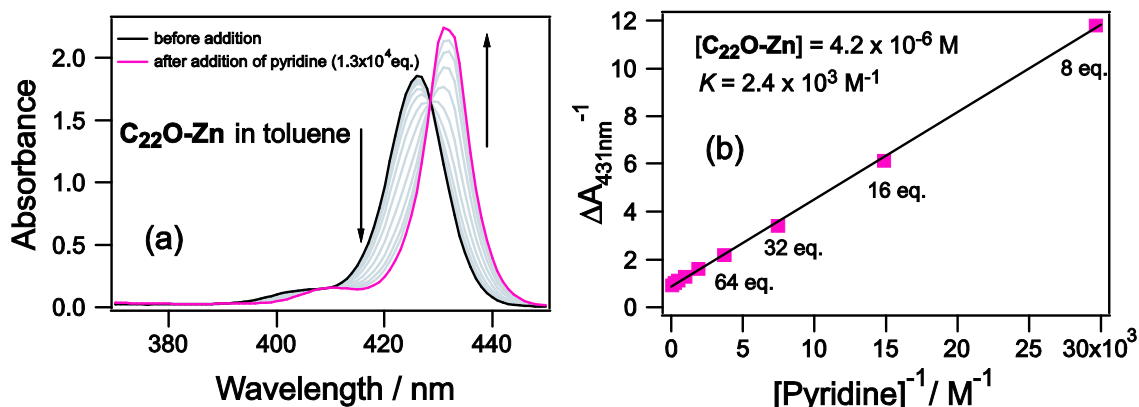 before addition
after addition of pyridine (1.3x10⁴eq.)
C₂₂O-Zn in toluene
(a)
Absorbance
2.0
1.5
1.0
0.5
0.0
380
400
420
440
Wavelength / nm
[C₂₂O-Zn] = 4.2 x 10⁻⁶ M
K = 2.4 x 10³ M⁻¹
(b)
8 eq.
16 eq.
32 eq.
64 eq.
ΔA₄₃₁ₙₘ⁻¹
12
10
8
6
4
2
0
0
5
10
15
20
25
30x10³
[Pyridine]⁻¹/ M⁻¹